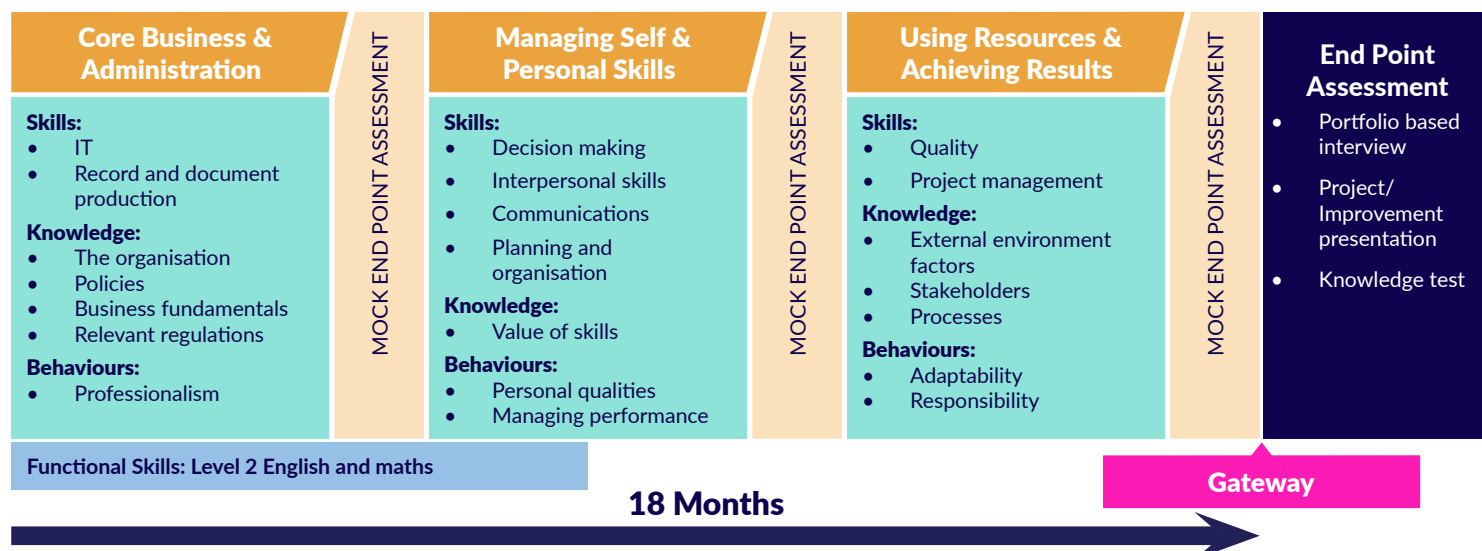 Core Business &
Administration
Skills:
• IT
• Record and document
production
Knowledge:
• The organisation
• Policies
• Business fundamentals
• Relevant regulations
Behaviours:
• Professionalism
MOCK END POINT ASSESSMENT
Managing Self &
Personal Skills
Skills:
• Decision making
• Interpersonal skills
• Communications
• Planning and
organisation
Knowledge:
• Value of skills
Behaviours:
• Personal qualities
• Managing performance
MOCK END POINT ASSESSMENT
Using Resources &
Achieving Results
Skills:
• Quality
• Project management
Knowledge:
• External environment
factors
• Stakeholders
• Processes
Behaviours:
• Adaptability
• Responsibility
MOCK END POINT ASSESSMENT
End Point
Assessment
• Portfolio based
interview
• Project/
Improvement
presentation
• Knowledge test
Functional Skills: Level 2 English and maths
Gateway
18 Months